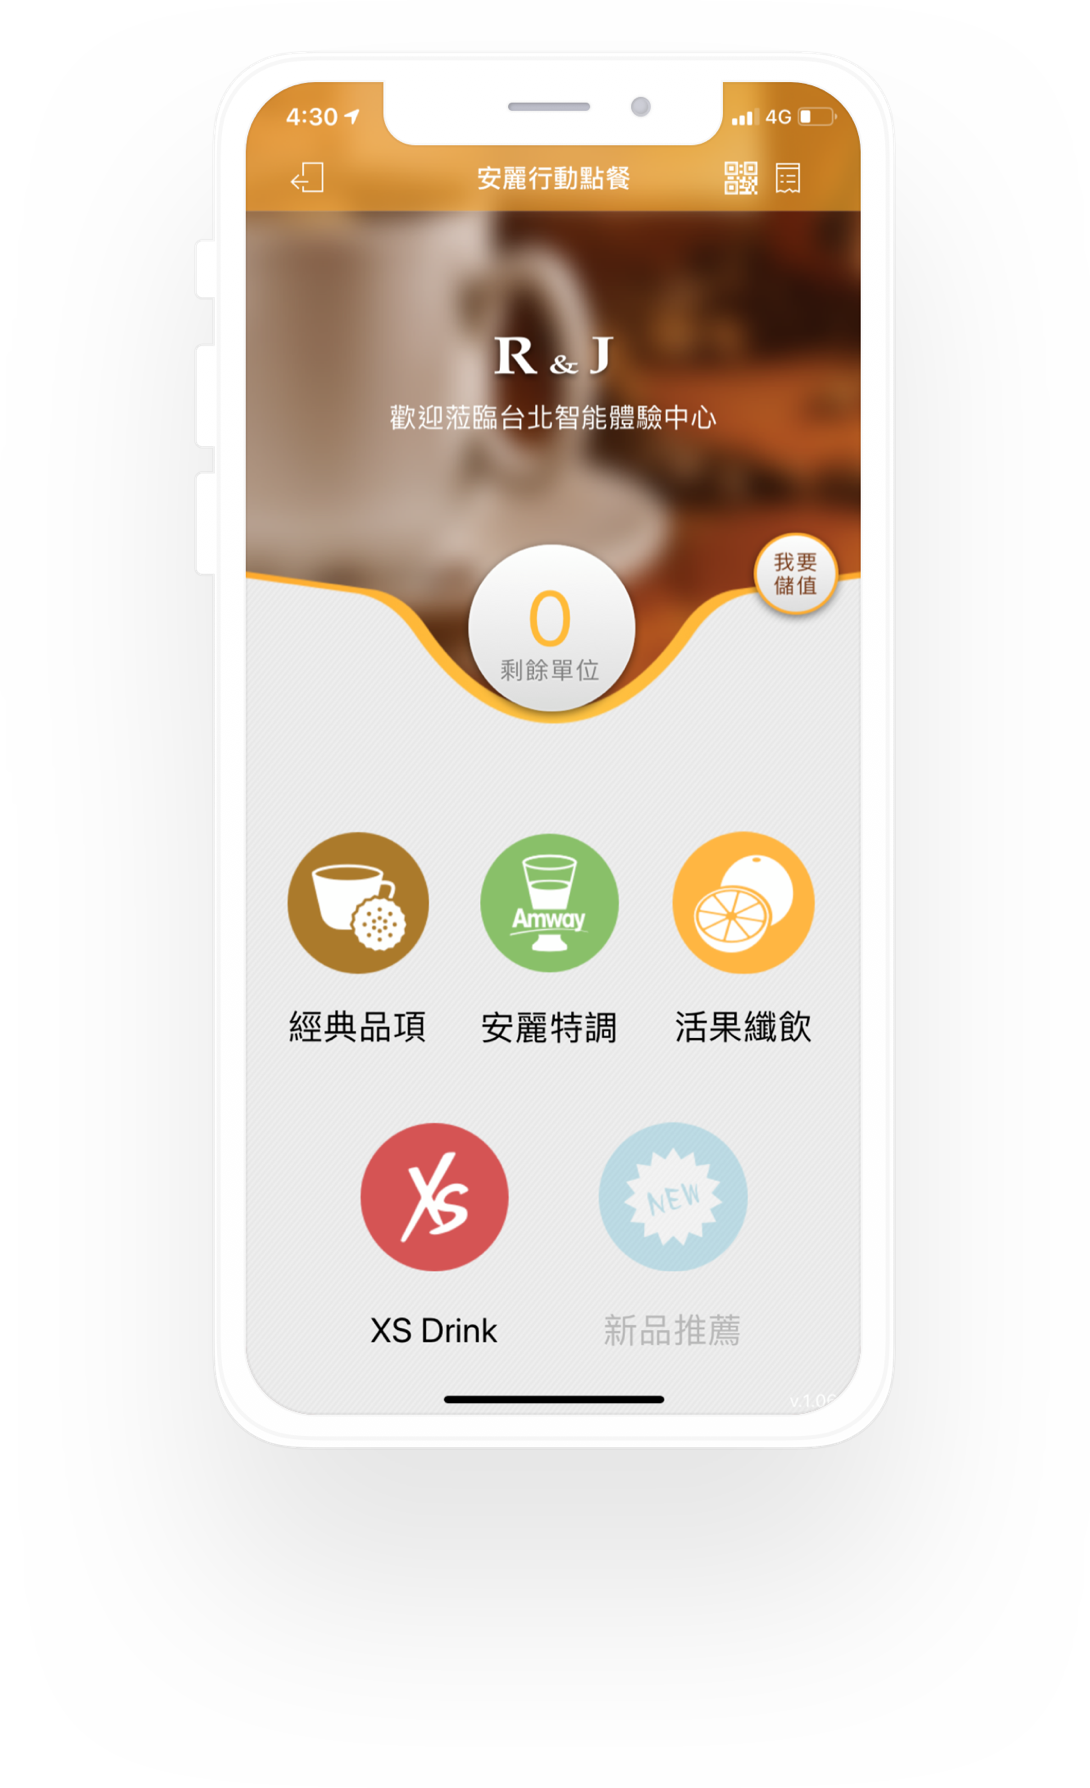 4:30
4G
安麗行動點餐
R & J
歡迎蒞臨台北智能體驗中心
我要
儲值
0
剩餘單位
Amway
經典品項
安麗特調
活果纖飲
XS
NEW
XS Drink
新品推薦
v.1.06